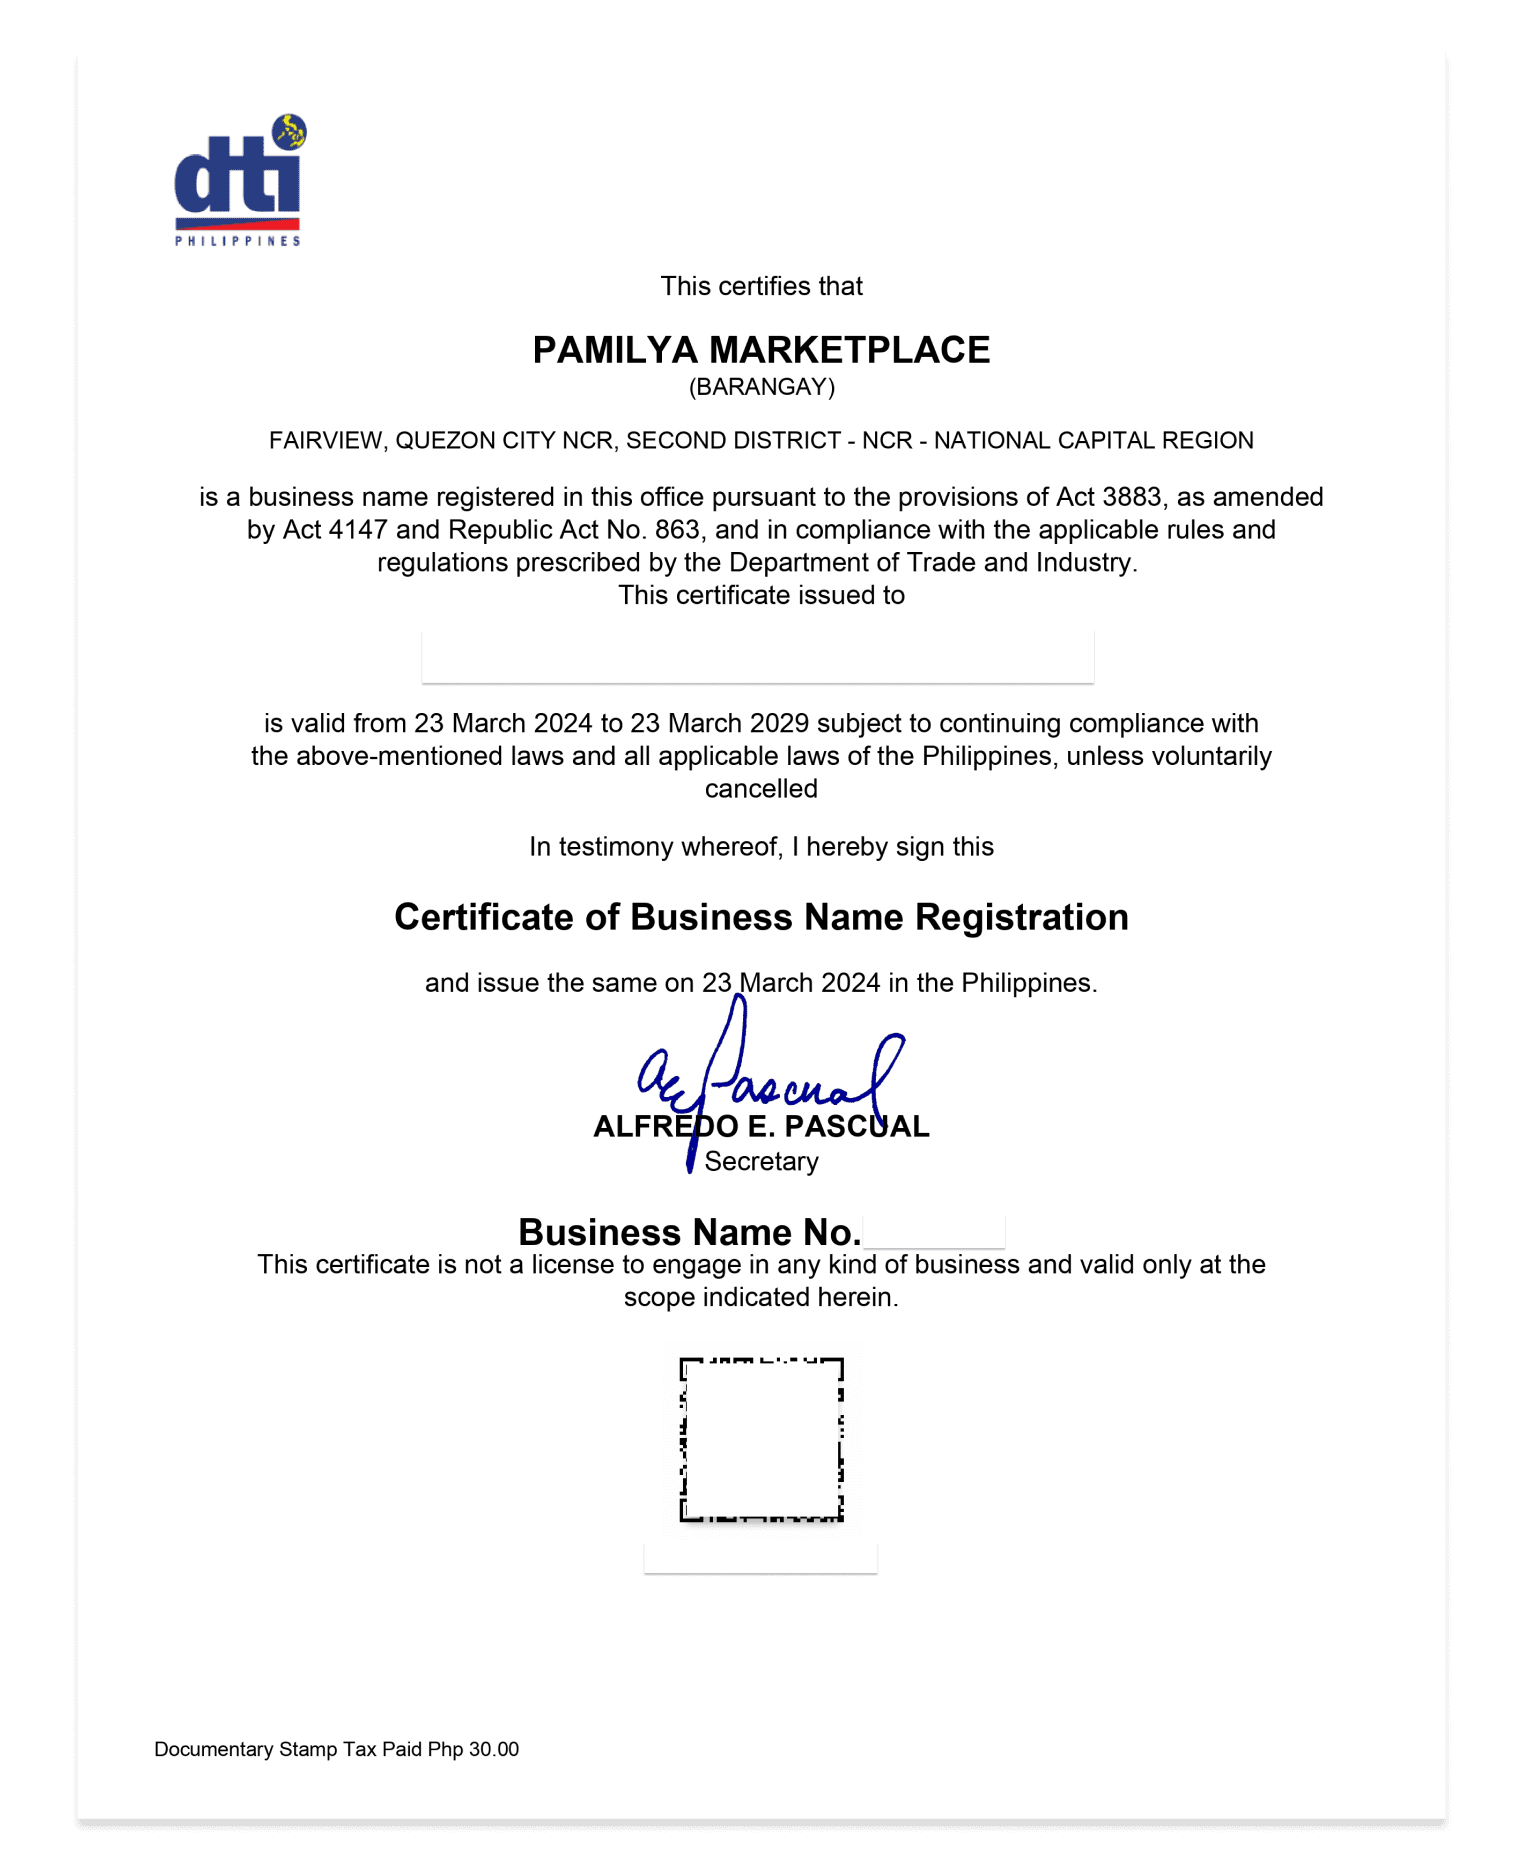 dti
PHILIPPINES
This certifies that
PAMILYA MARKETPLACE
(BARANGAY)
FAIRVIEW, QUEZON CITY NCR, SECOND DISTRICT - NCR - NATIONAL CAPITAL REGION
is a business name registered in this office pursuant to the provisions of Act 3883, as amended
by Act 4147 and Republic Act No. 863, and in compliance with the applicable rules and
regulations prescribed by the Department of Trade and Industry.
This certificate issued to
is valid from 23 March 2024 to 23 March 2029 subject to continuing compliance with
the above-mentioned laws and all applicable laws of the Philippines, unless voluntarily
cancelled
In testimony whereof, I hereby sign this
Certificate of Business Name Registration
and issue the same on 23 March 2024 in the Philippines.
ae Pascual
ALFREDO E. PASCUAL
Secretary
Business Name No.
This certificate is not a license to engage in any kind of business and valid only at the
scope indicated herein.
Documentary Stamp Tax Paid Php 30.00